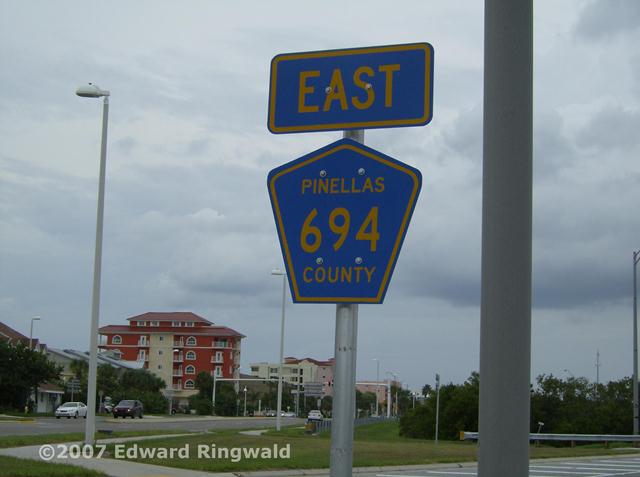 EAST
PINELLAS
694
COUNTY
©2007 Edward Ringwald